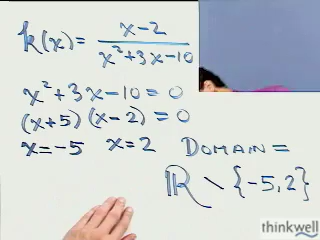 k(x) = x-2 / x²+3x-10
x²+3x-10=0
(x+5)(x-2)=0
x=-5 x=2 DOMAIN=
ℝ \ {-5,2}
thinkwell